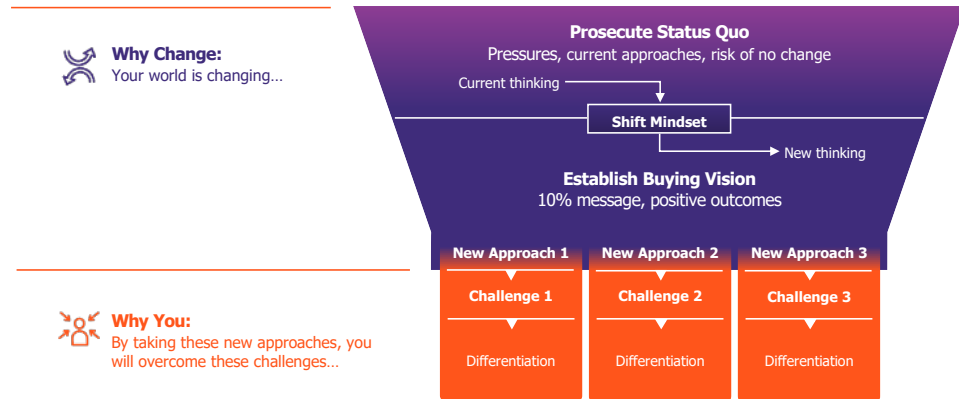 Why Change:
Your world is changing…
Prosecute Status Quo
Pressures, current approaches, risk of no change
Current thinking
Shift Mindset
New thinking
Establish Buying Vision
10% message, positive outcomes
New Approach 1
New Approach 2
New Approach 3
Challenge 1
Challenge 2
Challenge 3
Why You:
By taking these new approaches, you
will overcome these challenges…
Differentiation
Differentiation
Differentiation